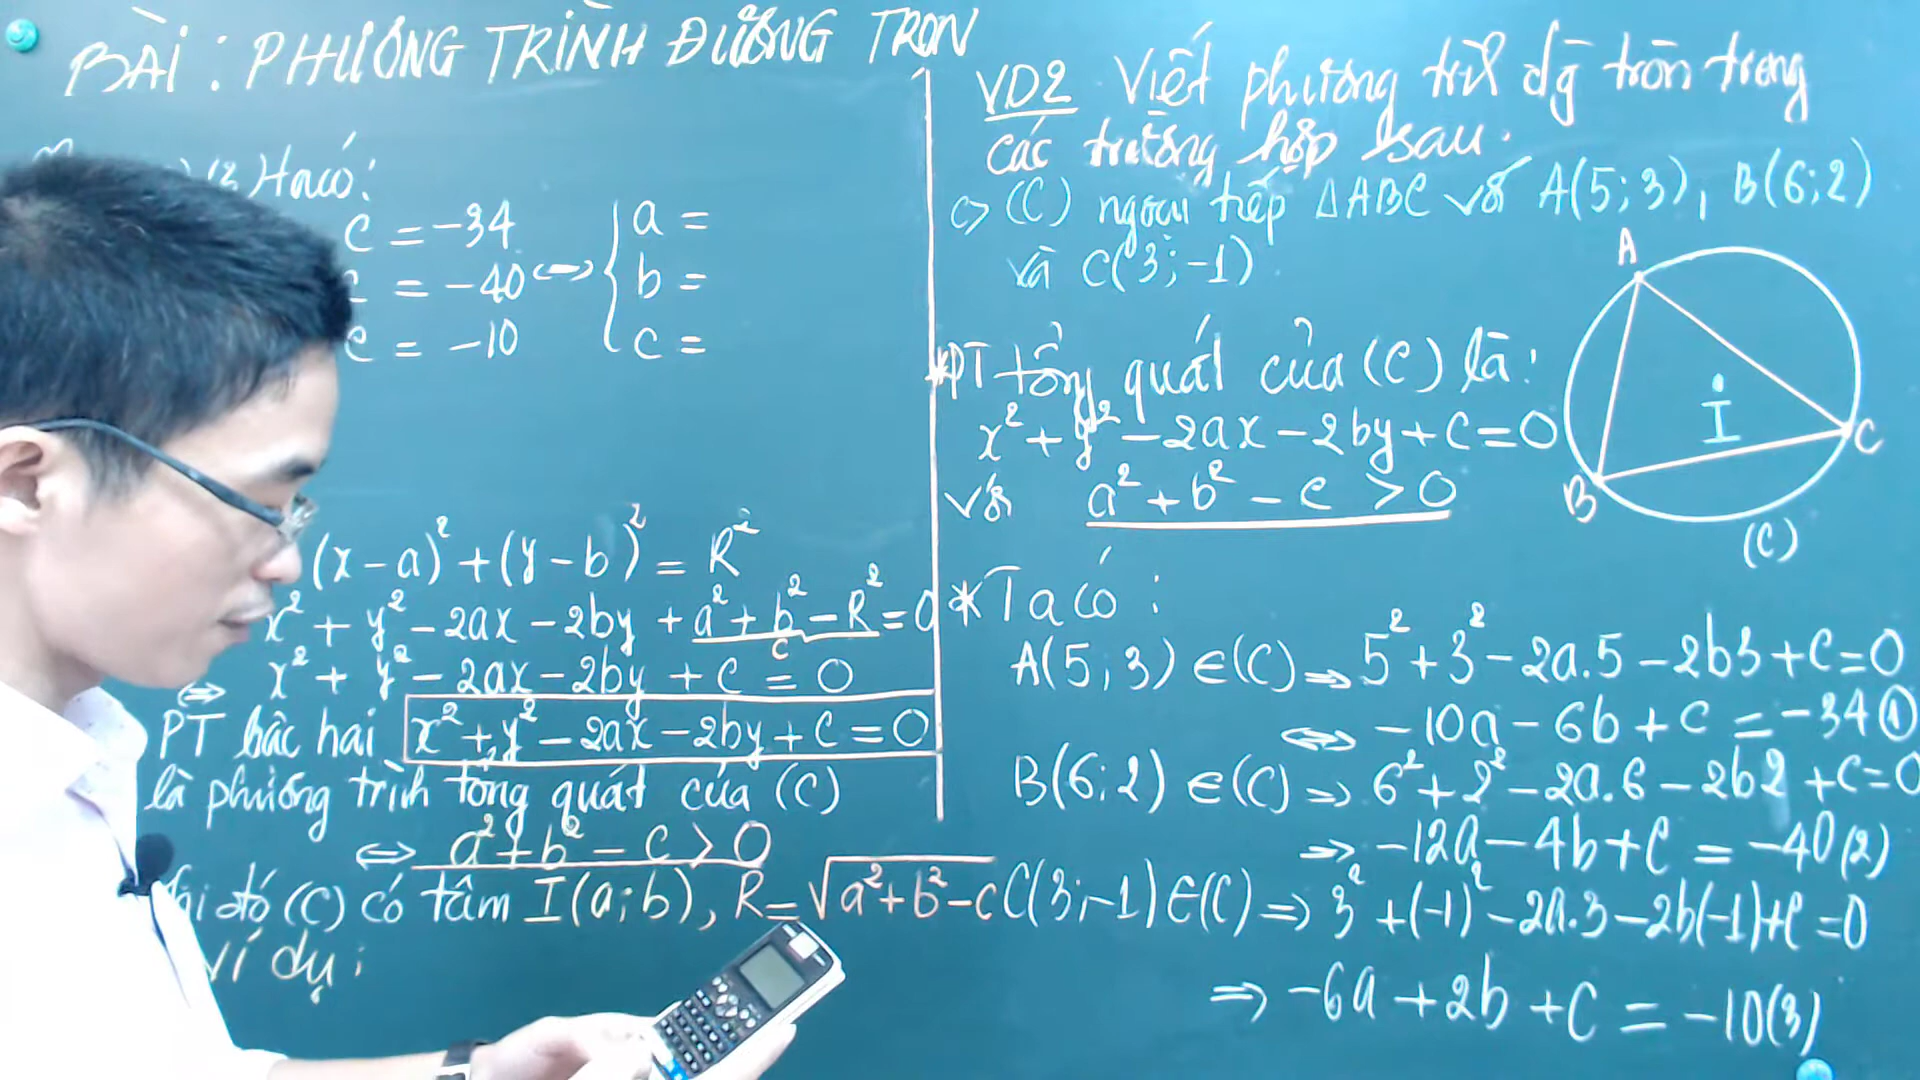 BÀI: PHƯƠNG TRÌNH ĐƯỜNG TRÒN
(3) ta có:
c = -34
= -40 <=> { a =
b =
c = -10
c =
(x-a)² + (y-b)² = R²
x² + y² - 2ax - 2by + a² + b² - R² = 0
c
<=> x² + y² - 2ax - 2by + c = 0
PT bậc hai x² + y² - 2ax - 2by + c = 0
là phương trình tổng quát của (C)
<=> a² + b² - c > 0
đó (C) có tâm I(a;b), R = √a² + b² - c
ví dụ:
VD2 Viết phương trì đg tròn trong
các trường hợp sau.
c> (C) ngoại tiếp ΔABC vớ A(5;3), B(6;2)
và C(3;-1)
A
B
C
I
(C)
*PT tổng quát của (C) là:
x² + y² - 2ax - 2by + c = 0
vớ a² + b² - c > 0
* Ta có:
A(5;3) ∈ (C) => 5² + 3² - 2a.5 - 2b3 + c = 0
<=> -10a - 6b + c = -34 (1)
B(6;2) ∈ (C) => 6² + 2² - 2a.6 - 2b2 + c = 0
=> -12a - 4b + c = -40 (2)
C(3;-1) ∈ (C) => 3² + (-1)² - 2a.3 - 2b(-1) + c = 0
=> -6a + 2b + c = -10 (3)